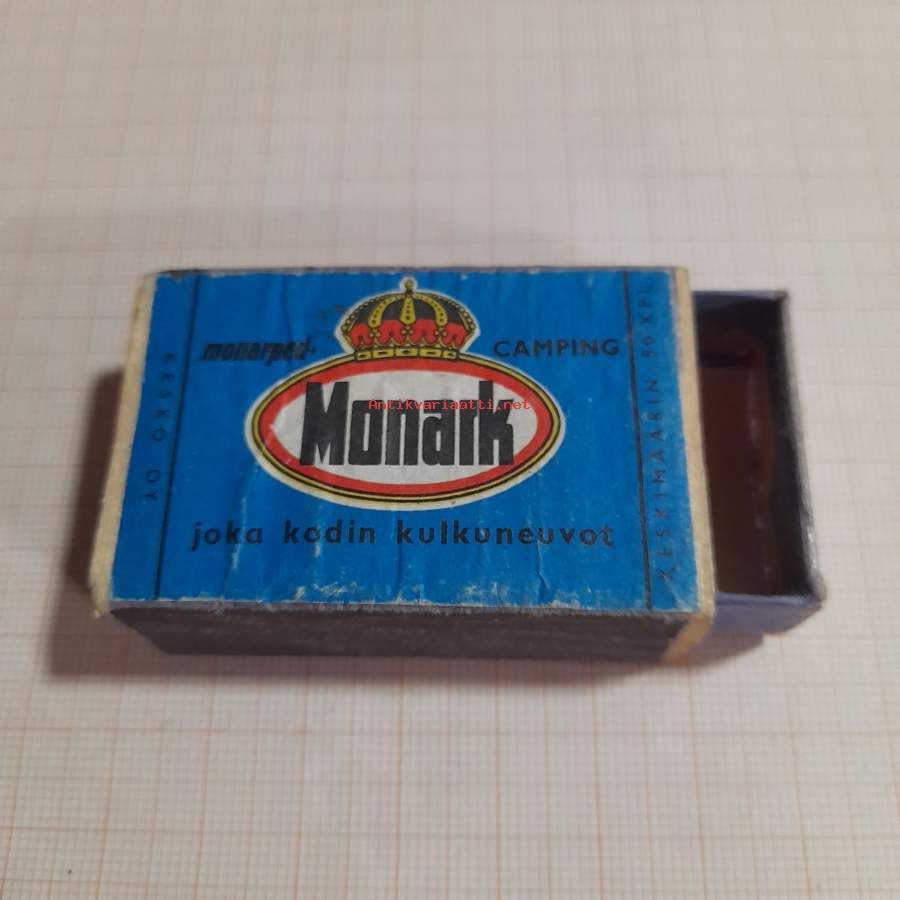 KESKO OY
monarped
CAMPING
Monark
Antikvariaatti.net
joka kodin kulkuneuvot
KESKIMÄÄRIN 50 KPL